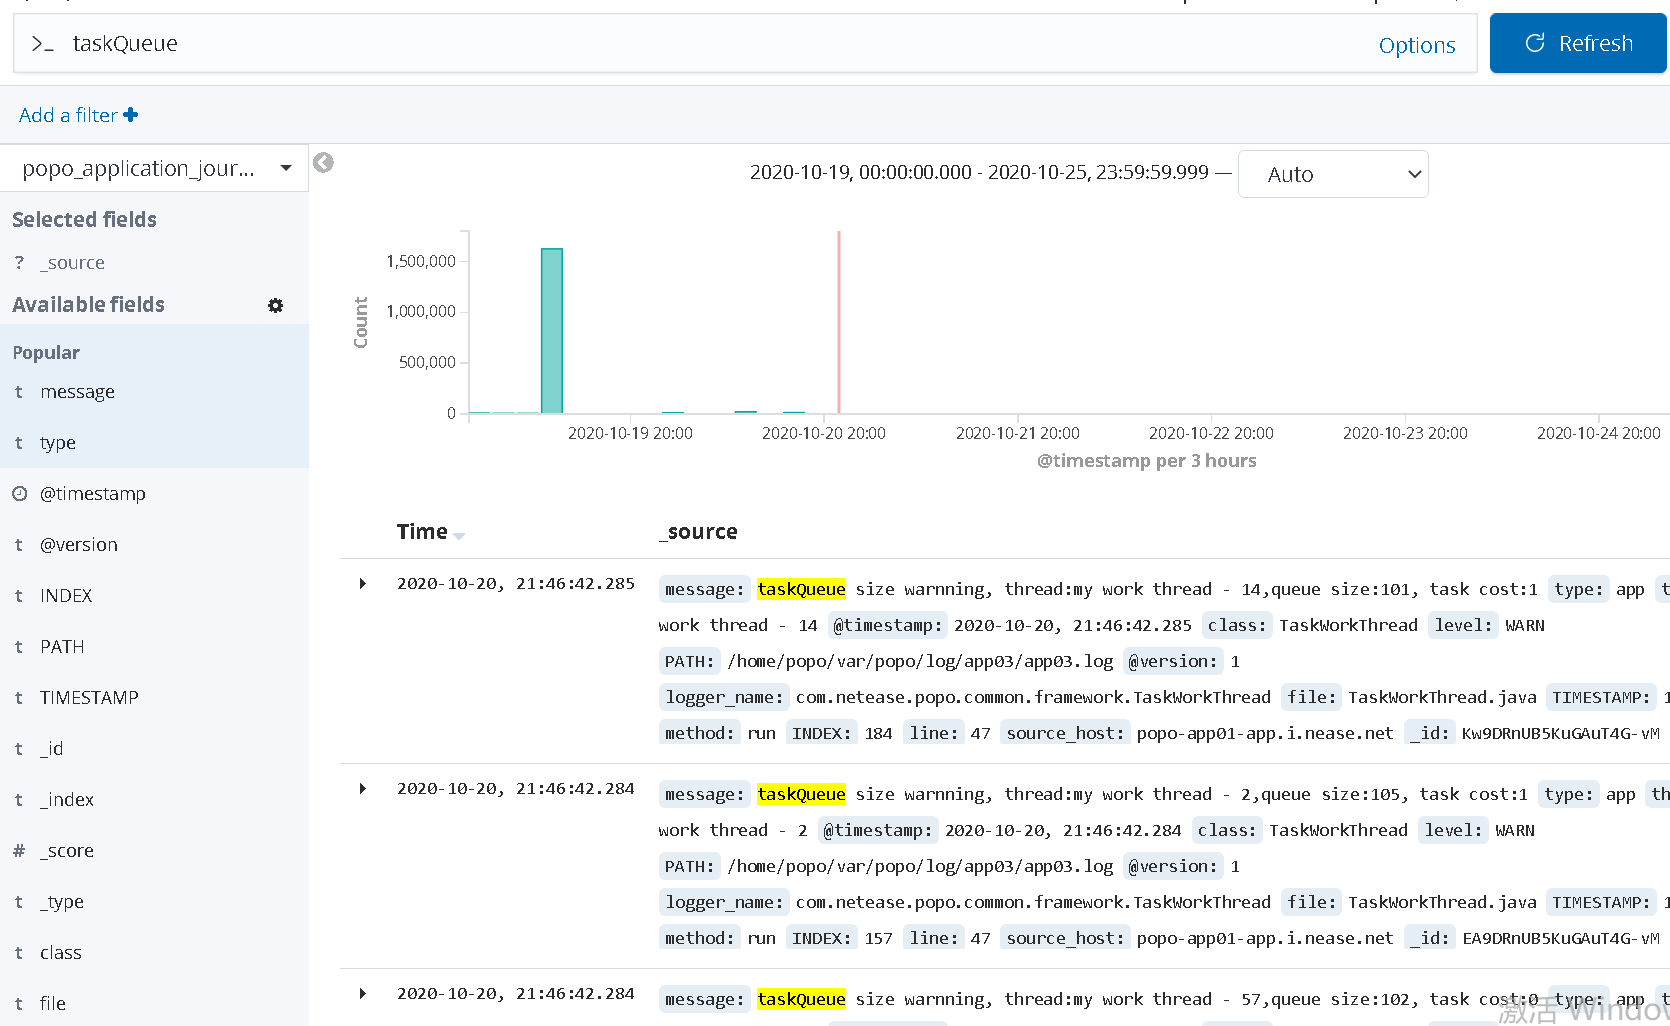 >_ taskQueue Options Refresh
Add a filter
popo_application_jour...
2020-10-19, 00:00:00.000 - 2020-10-25, 23:59:59.999 — Auto
Selected fields
? _source
Available fields
Popular
t message
t type
@timestamp
t @version
t INDEX
t PATH
t TIMESTAMP
t _id
t _index
# _score
t _type
t class
t file
Count
1,500,000
1,000,000
500,000
0
2020-10-19 20:00 2020-10-20 20:00 2020-10-21 20:00 2020-10-22 20:00 2020-10-23 20:00 2020-10-24 20:00
@timestamp per 3 hours
Time _source
2020-10-20, 21:46:42.285 message: taskQueue size warnning, thread:my work thread - 14,queue size:101, task cost:1 type: app t
work thread - 14 @timestamp: 2020-10-20, 21:46:42.285 class: TaskWorkThread level: WARN
PATH: /home/popo/var/popo/log/app03/app03.log @version: 1
logger_name: com.netease.popo.common.framework.TaskWorkThread file: TaskWorkThread.java TIMESTAMP: 1
method: run INDEX: 184 line: 47 source_host: popo-app01-app.i.nease.net _id: Kw9DRnUB5KuGAuT4G-vM
2020-10-20, 21:46:42.284 message: taskQueue size warnning, thread:my work thread - 2,queue size:105, task cost:1 type: app th
work thread - 2 @timestamp: 2020-10-20, 21:46:42.284 class: TaskWorkThread level: WARN
PATH: /home/popo/var/popo/log/app03/app03.log @version: 1
logger_name: com.netease.popo.common.framework.TaskWorkThread file: TaskWorkThread.java TIMESTAMP: 1
method: run INDEX: 157 line: 47 source_host: popo-app01-app.i.nease.net _id: EA9DRnUB5KuGAuT4G-vM
2020-10-20, 21:46:42.284 message: taskQueue size warnning, thread:my work thread - 57,queue size:102, task cost:0 type: app t
激活 Windo